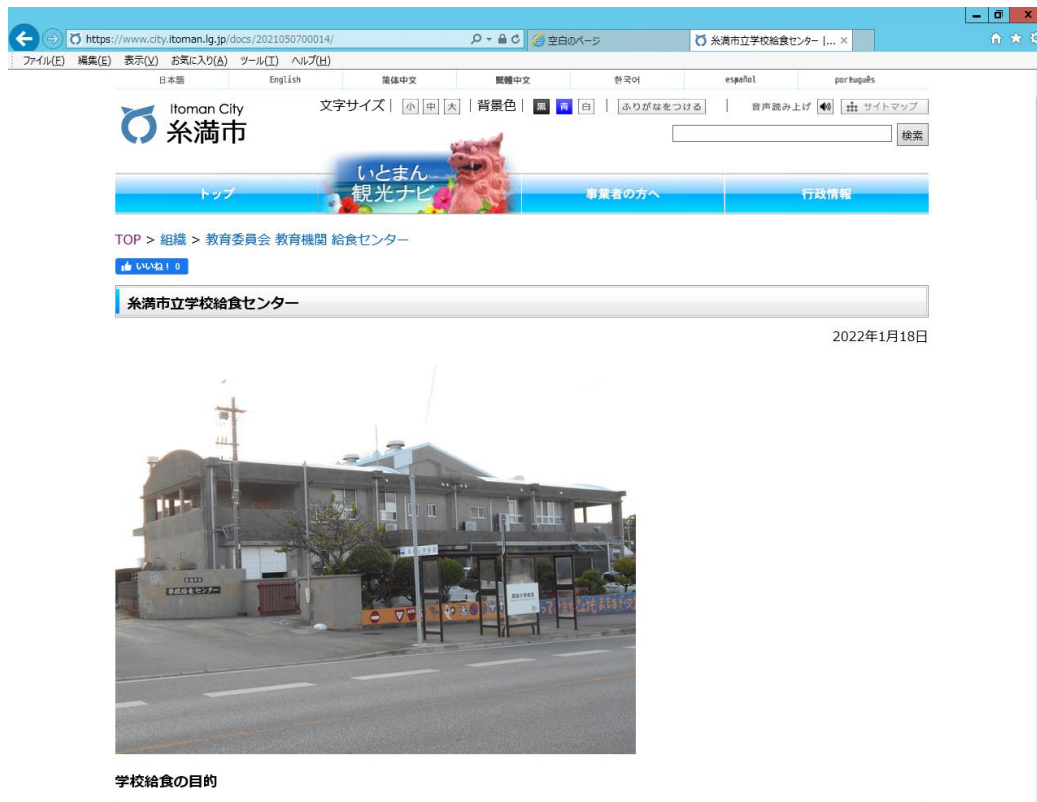 https://www.city.itoman.lg.jp/docs/2021050700014/
空白のページ
糸満市立学校給食センター | ...
ファイル(F) 編集(E) 表示(V) お気に入り(A) ツール(T) ヘルプ(H)
日本語 English 简体中文 繁體中文 한국어 español português
Itoman City
糸満市
文字サイズ | 小 中 大 | 背景色 | 黒 青 白 | ふりがなをつける | 音声読み上げ サイトマップ
検索
トップ
いとまん
観光ナビ
事業者の方へ
行政情報
TOP > 組織 > 教育委員会 教育機関 給食センター
いいね! 0
糸満市立学校給食センター
2022年1月18日
学校給食センター
学校給食の目的